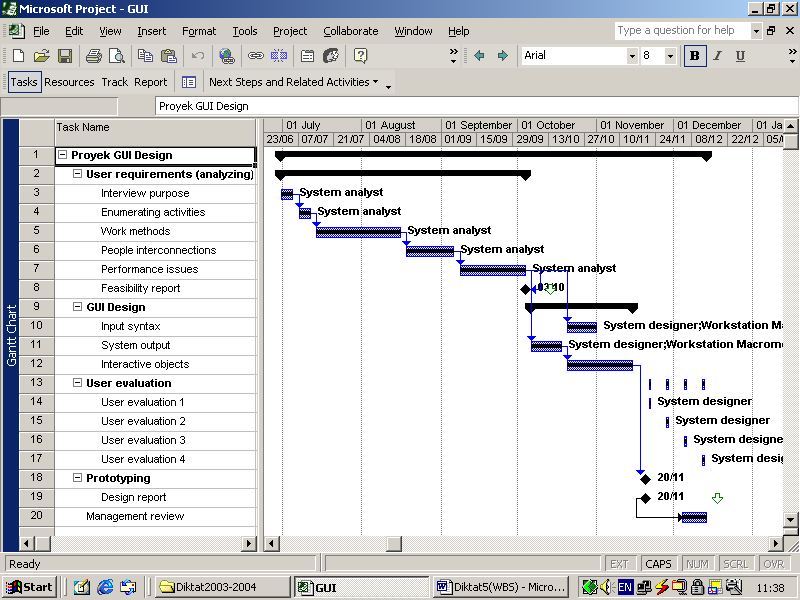 Microsoft Project - GUI
File Edit View Insert Format Tools Project Collaborate Window Help Type a question for help
Arial 8 B I U
Tasks Resources Track Report Next Steps and Related Activities
Proyek GUI Design
Task Name
01 July 01 August 01 September 01 October 01 November 01 December 01 Ja
23/06 07/07 21/07 04/08 18/08 01/09 15/09 29/09 13/10 27/10 10/11 24/11 08/12 22/12 05/
1 Proyek GUI Design
2 User requirements (analyzing)
3 Interview purpose System analyst
4 Enumerating activities System analyst
5 Work methods System analyst
6 People interconnections System analyst
7 Performance issues System analyst
8 Feasibility report 03/10
9 GUI Design
10 Input syntax System designer;Workstation M
11 System output System designer;Workstation Macrome
12 Interactive objects
13 User evaluation
14 User evaluation 1 System designer
15 User evaluation 2 System designer
16 User evaluation 3 System designe
17 User evaluation 4 System desig
18 Prototyping 20/11
19 Design report 20/11
20 Management review
Gantt Chart
Ready EXT CAPS NUM SCRL OVR
Start Diktat2003-2004 GUI Diktat5(WBS) - Micro... EN 11:38